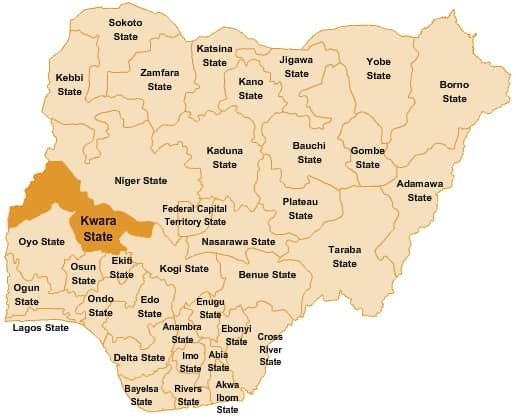 Sokoto
State
Katsina
State
Jigawa
State
Yobe
State
Kebbi
State
Zamfara
State
Kano
State
Borno
State
Kaduna
State
Bauchi
State
Gombe
State
Niger State
Adamawa
State
Plateau
State
Federal Capital
Territory State
Kwara
State
Oyo State
Nasarawa State
Taraba
State
Ekiti
State
Osun
State
Kogi State
Benue State
Ogun
State
Ondo
State
Edo
State
Enugu
State
Lagos State
Anambra
State
Ebonyi
State
Cross
River
State
Delta State
Imo
State
Abia
State
Bayelsa
State
Rivers
State
Akwa
Ibom
State